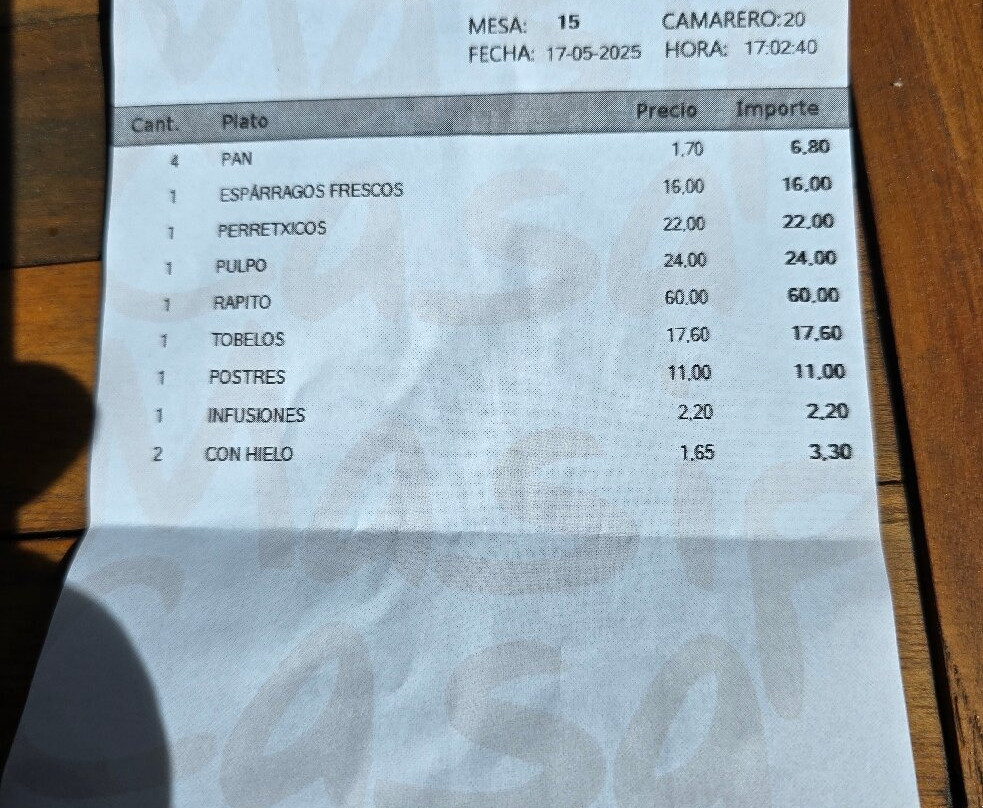 MESA: 15 CAMARERO:20
FECHA: 17-05-2025 HORA: 17:02:40
Cant. Plato Precio Importe
4 PAN 1,70 6,80
1 ESPÁRRAGOS FRESCOS 16,00 16,00
1 PERRETXICOS 22,00 22,00
1 PULPO 24,00 24,00
1 RAPITO 60,00 60,00
1 TOBELOS 17,60 17,60
1 POSTRES 11,00 11,00
1 INFUSIONES 2,20 2,20
2 CON HIELO 1,65 3,30
Casa
Masip
Casa